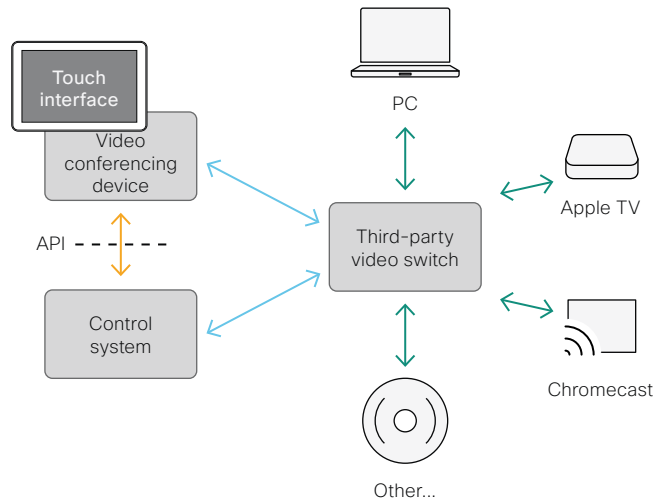 Touch
interface
Video
conferencing
device
API
Control
system
PC
Third-party
video switch
Apple TV
Chromecast
Other...